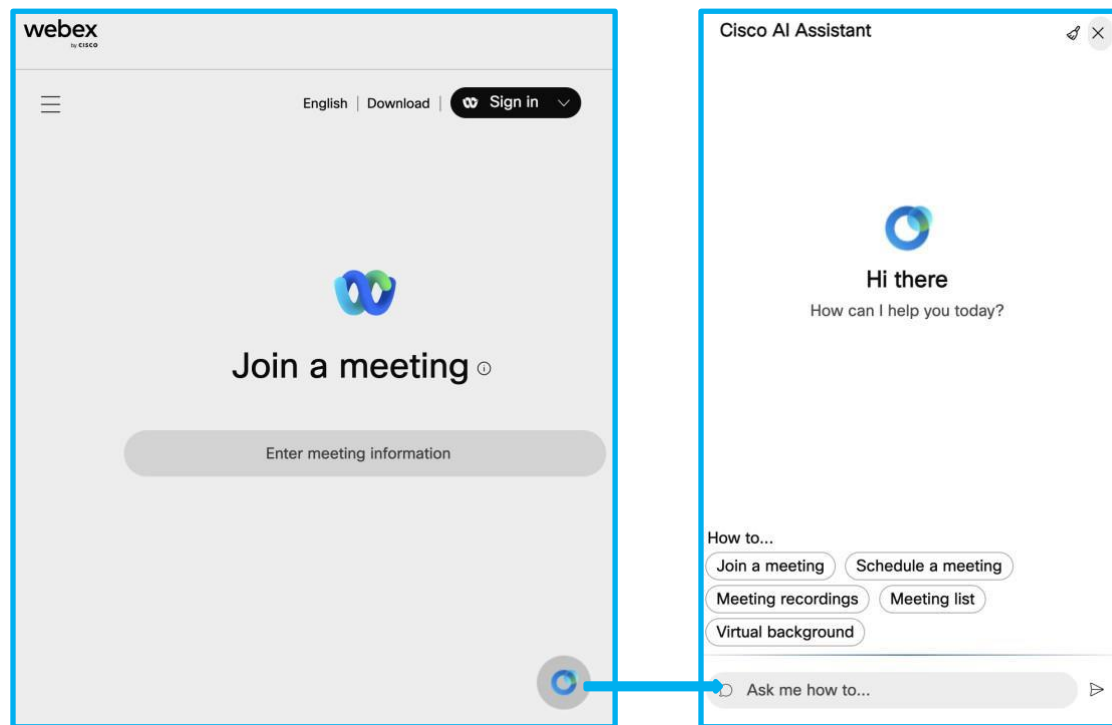 webex
by CISCO
English | Download | Sign in
Join a meeting
Enter meeting information
Cisco AI Assistant
Hi there
How can I help you today?
How to...
Join a meeting
Schedule a meeting
Meeting recordings
Meeting list
Virtual background
Ask me how to...